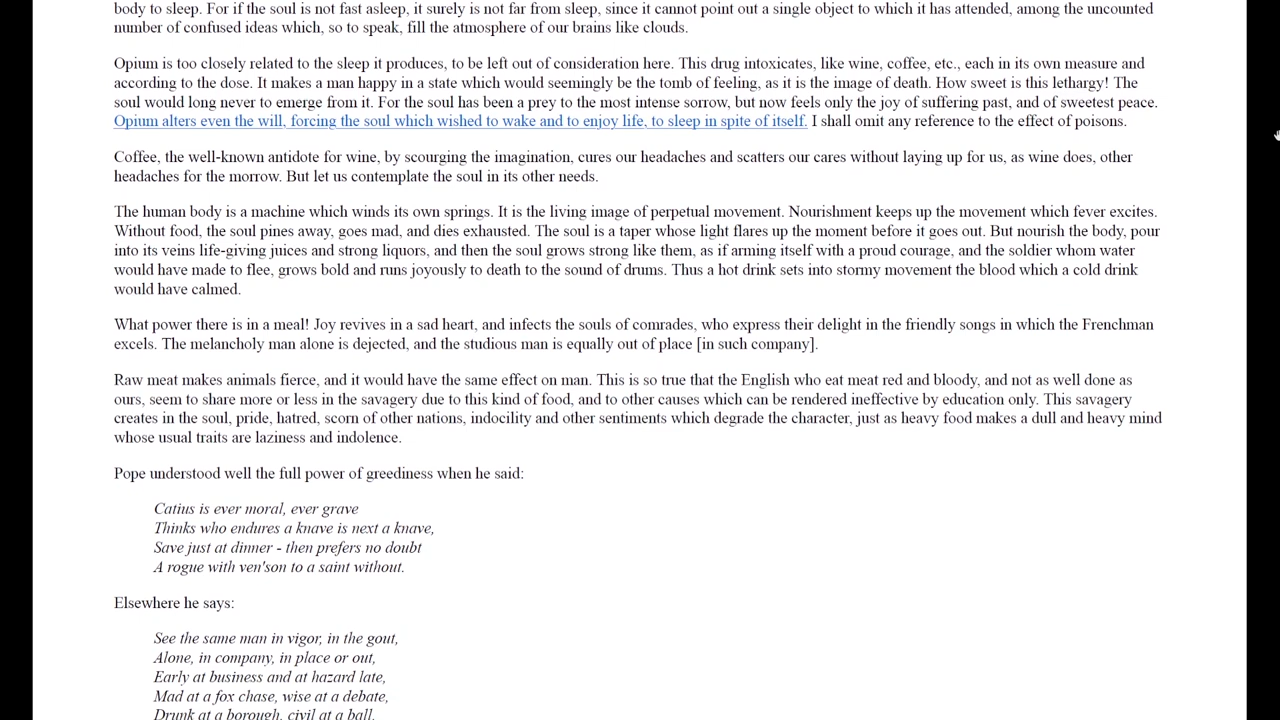 body to sleep. For if the soul is not fast asleep, it surely is not far from sleep, since it cannot point out a single object to which it has attended, among the uncounted
number of confused ideas which, so to speak, fill the atmosphere of our brains like clouds.
Opium is too closely related to the sleep it produces, to be left out of consideration here. This drug intoxicates, like wine, coffee, etc., each in its own measure and
according to the dose. It makes a man happy in a state which would seemingly be the tomb of feeling, as it is the image of death. How sweet is this lethargy! The
soul would long never to emerge from it. For the soul has been a prey to the most intense sorrow, but now feels only the joy of suffering past, and of sweetest peace.
Opium alters even the will, forcing the soul which wished to wake and to enjoy life, to sleep in spite of itself. I shall omit any reference to the effect of poisons.
Coffee, the well-known antidote for wine, by scourging the imagination, cures our headaches and scatters our cares without laying up for us, as wine does, other
headaches for the morrow. But let us contemplate the soul in its other needs.
The human body is a machine which winds its own springs. It is the living image of perpetual movement. Nourishment keeps up the movement which fever excites.
Without food, the soul pines away, goes mad, and dies exhausted. The soul is a taper whose light flares up the moment before it goes out. But nourish the body, pour
into its veins life-giving juices and strong liquors, and then the soul grows strong like them, as if arming itself with a proud courage, and the soldier whom water
would have made to flee, grows bold and runs joyously to death to the sound of drums. Thus a hot drink sets into stormy movement the blood which a cold drink
would have calmed.
What power there is in a meal! Joy revives in a sad heart, and infects the souls of comrades, who express their delight in the friendly songs in which the Frenchman
excels. The melancholy man alone is dejected, and the studious man is equally out of place [in such company].
Raw meat makes animals fierce, and it would have the same effect on man. This is so true that the English who eat meat red and bloody, and not as well done as
ours, seem to share more or less in the savagery due to this kind of food, and to other causes which can be rendered ineffective by education only. This savagery
creates in the soul, pride, hatred, scorn of other nations, indocility and other sentiments which degrade the character, just as heavy food makes a dull and heavy mind
whose usual traits are laziness and indolence.
Pope understood well the full power of greediness when he said:
Catius is ever moral, ever grave
Thinks who endures a knave is next a knave,
Save just at dinner - then prefers no doubt
A rogue with ven'son to a saint without.
Elsewhere he says:
See the same man in vigor, in the gout,
Alone, in company, in place or out,
Early at business and at hazard late,
Mad at a fox chase, wise at a debate,
Drunk at a borough, civil at a ball,